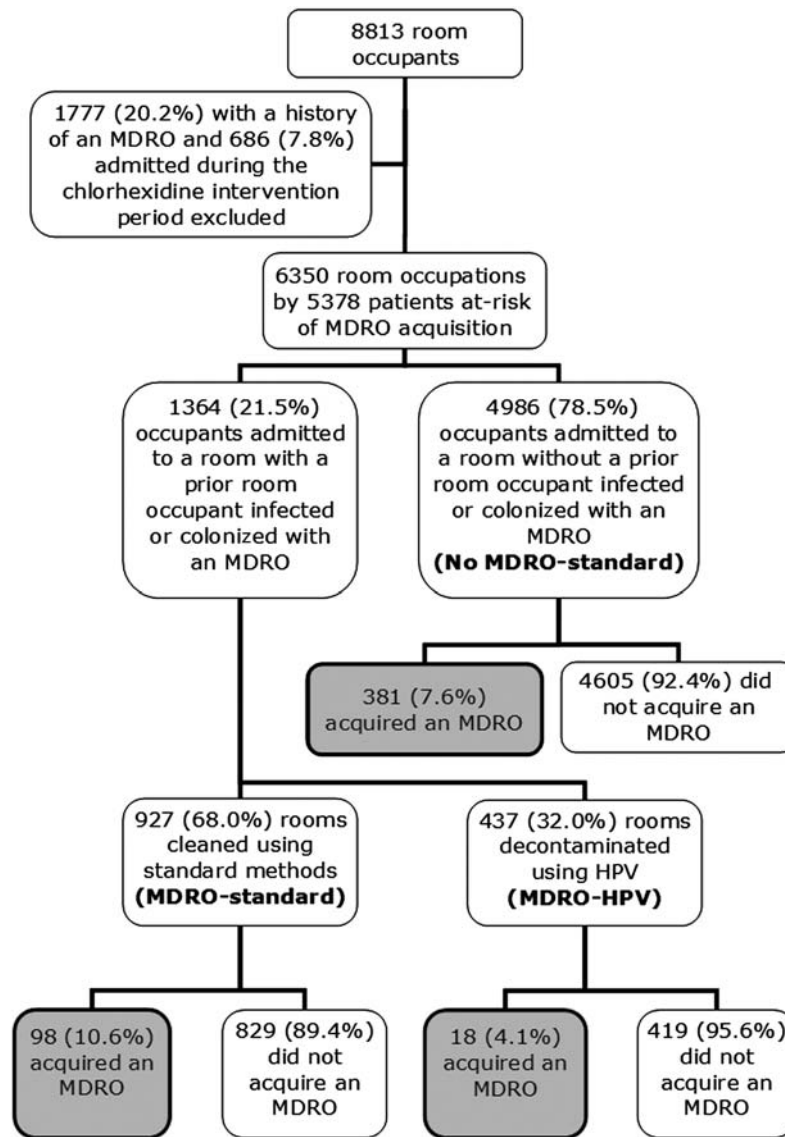 8813 room
occupants
1777 (20.2%) with a
history of an MDRO and 686 (7.8%)
admitted during the
chlorhexidine intervention
period excluded
6350 room occupations
by 5378 patients at-risk
of MDRO acquisition
1364 (21.5%)
occupants admitted
to a room with a
prior room
occupant infected
or colonized with
an MDRO
4986 (78.5%)
occupants admitted to
a room without a prior
room occupant infected
or colonized with an
MDRO
(No MDRO-standard)
381 (7.6%)
acquired an MDRO
4605 (92.4%) did
not acquire an
MDRO
927 (68.0%) rooms
cleaned using
standard methods
(MDRO-standard)
437 (32.0%) rooms
decontaminated
using HPV
(MDRO-HPV)
98 (10.6%)
acquired an
MDRO
829 (89.4%)
did not
acquire an
MDRO
18 (4.1%)
acquired an
MDRO
419 (95.6%)
did not
acquire an
MDRO